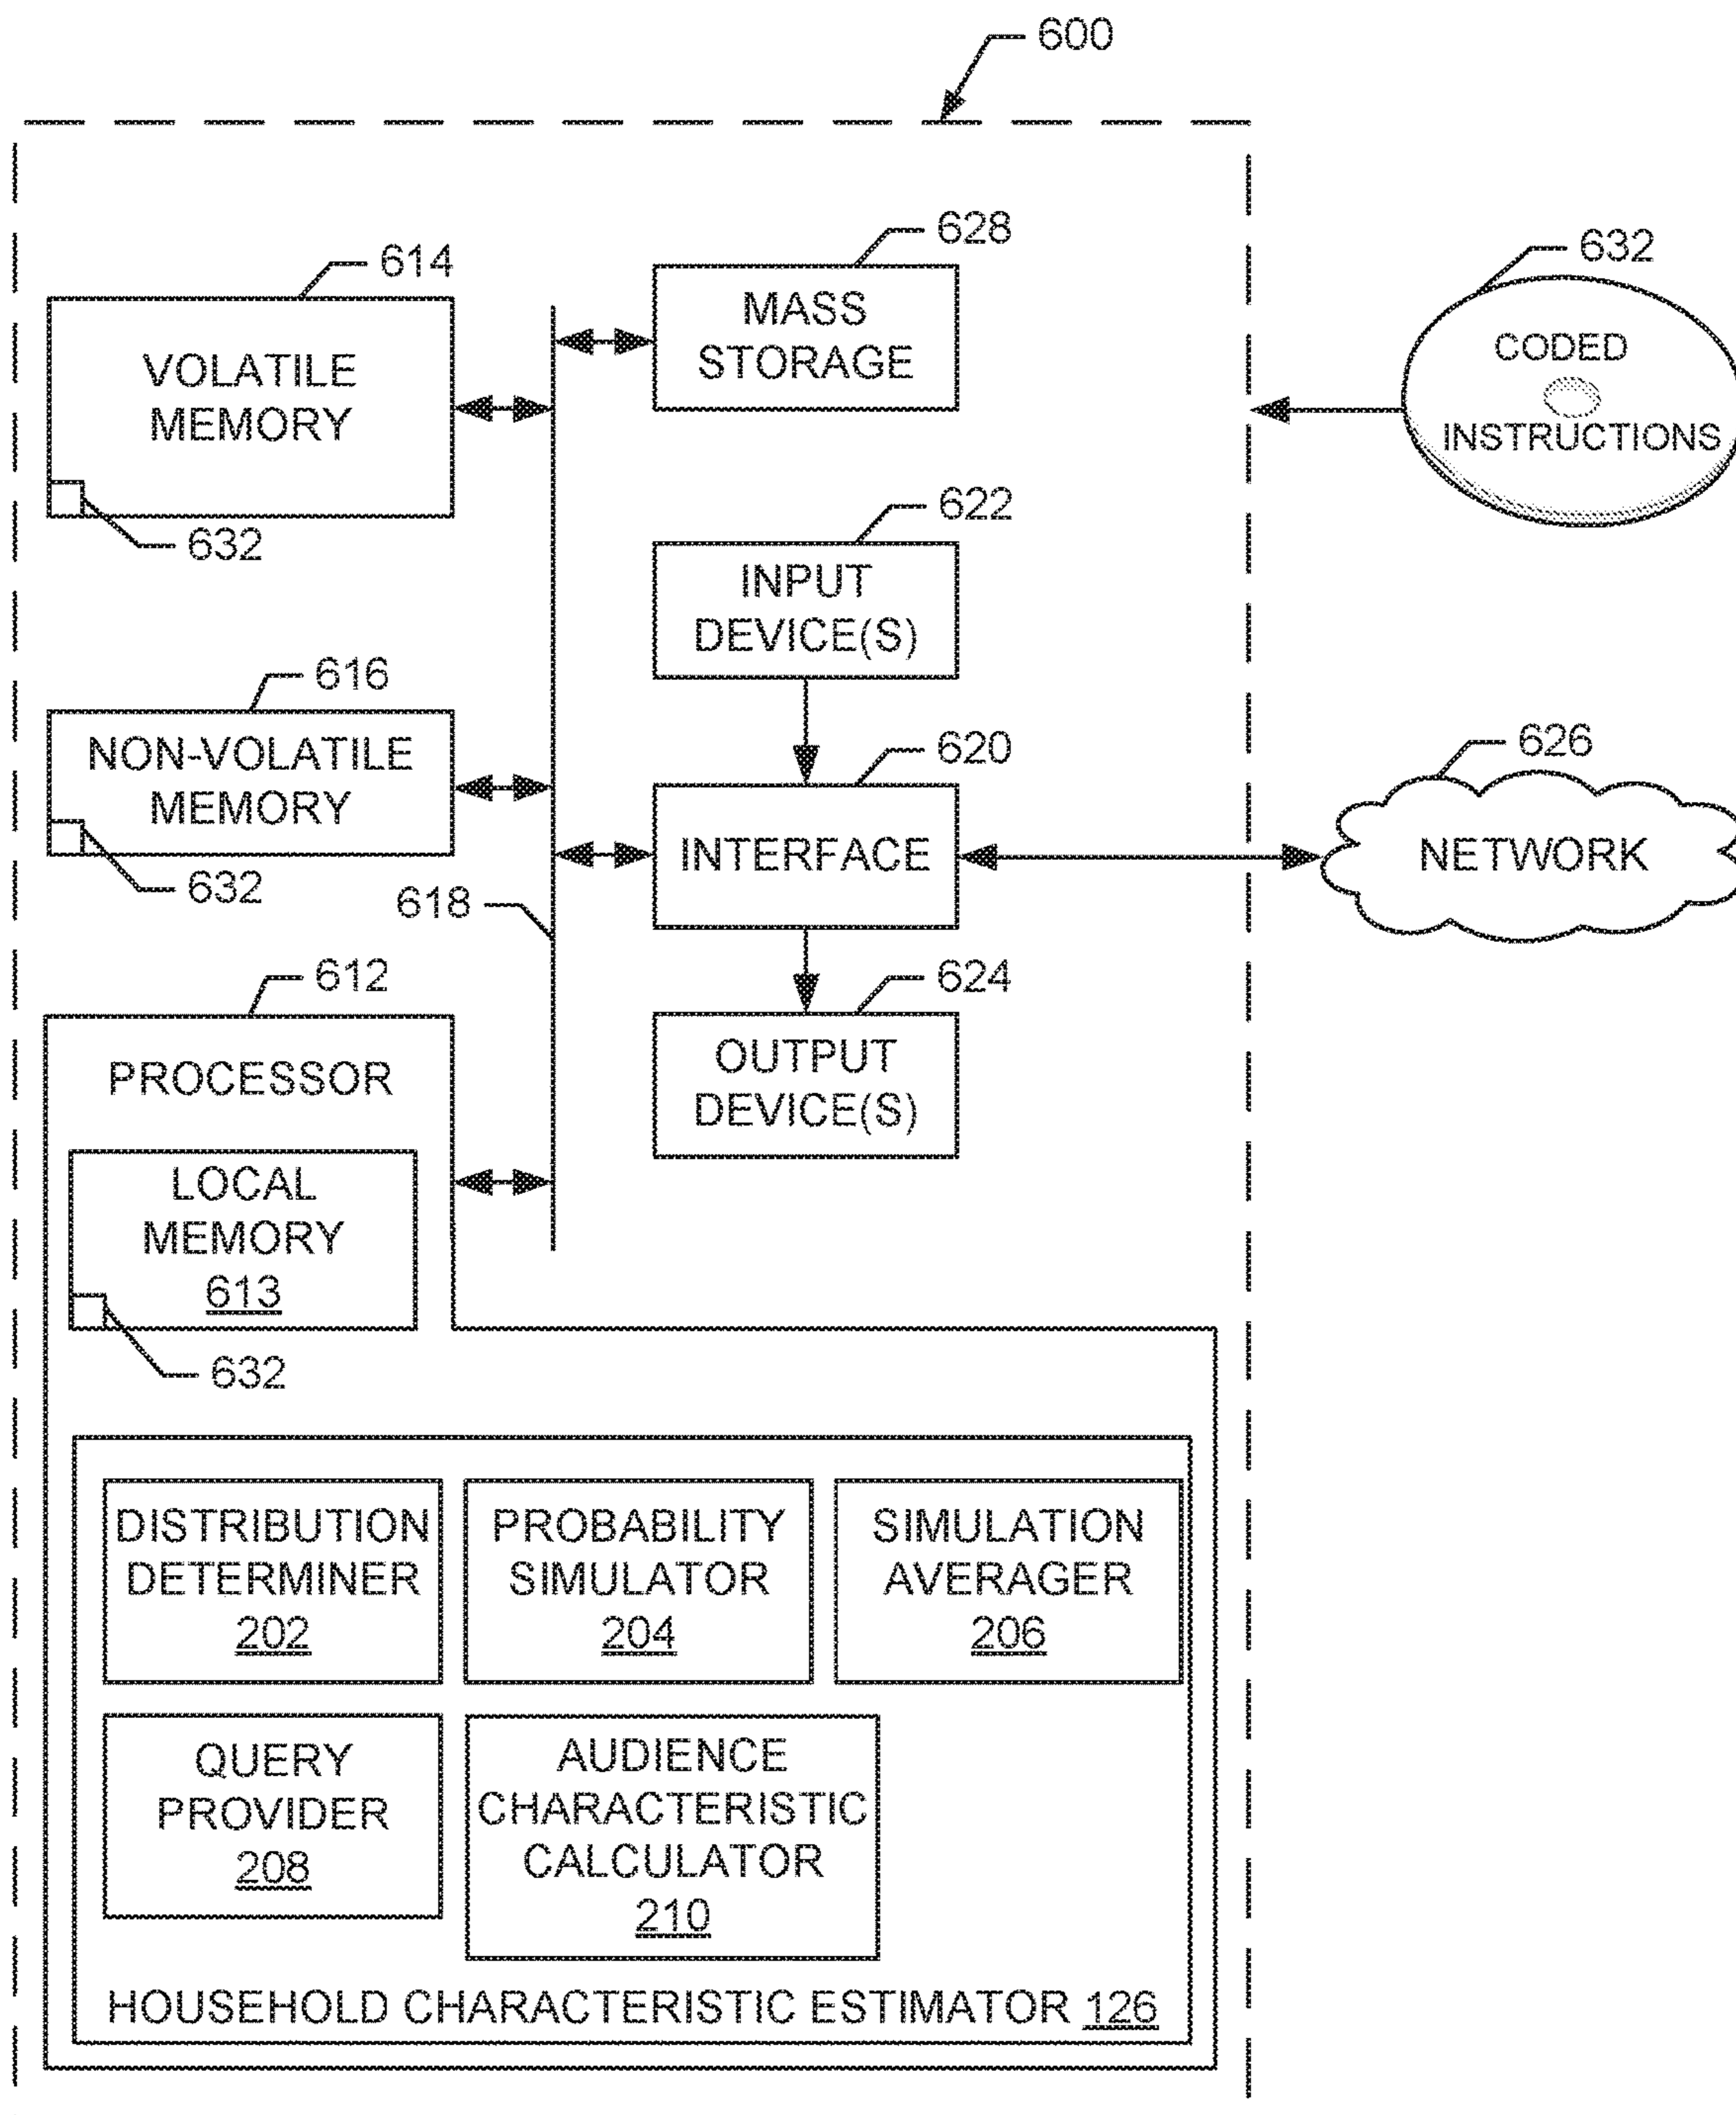 600
628
614
632
MASS
STORAGE
VOLATILE
MEMORY
CODED
INSTRUCTIONS
632
622
INPUT
DEVICE(S)
616
620
626
NON-VOLATILE
MEMORY
INTERFACE
NETWORK
632
618
612
624
PROCESSOR
OUTPUT
DEVICE(S)
LOCAL
MEMORY
613
632
DISTRIBUTION
DETERMINER
202
PROBABILITY
SIMULATOR
204
SIMULATION
AVERAGER
206
QUERY
PROVIDER
208
AUDIENCE
CHARACTERISTIC
CALCULATOR
210
HOUSEHOLD CHARACTERISTIC ESTIMATOR 126